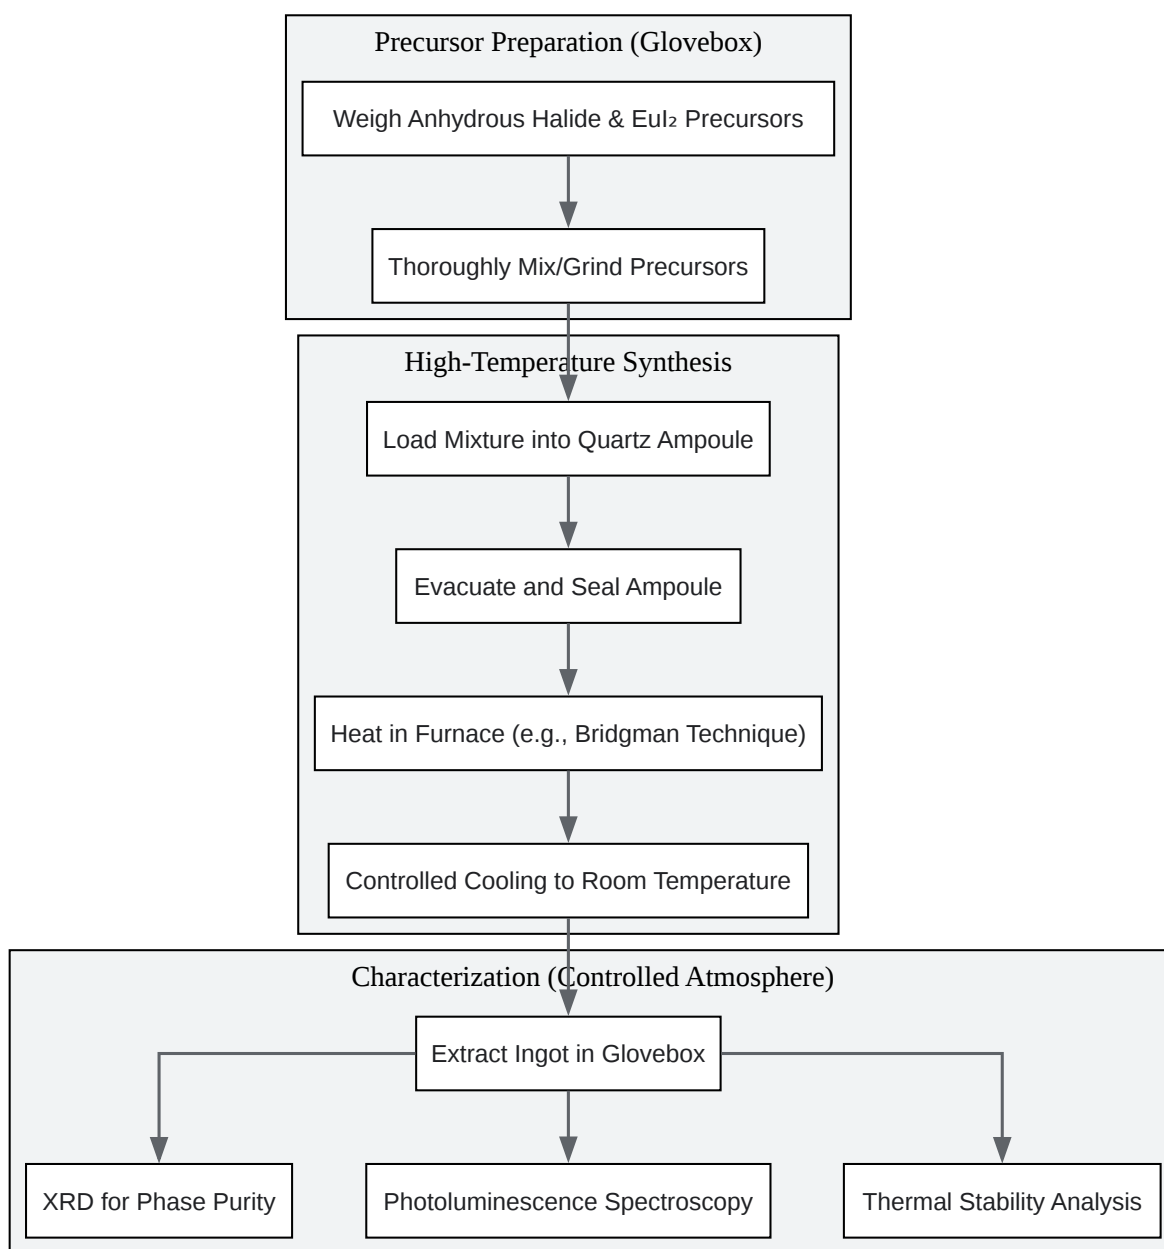 Precursor Preparation (Glovebox)
Weigh Anhydrous Halide & EuI₂ Precursors
Thoroughly Mix/Grind Precursors
High-Temperature Synthesis
Load Mixture into Quartz Ampoule
Evacuate and Seal Ampoule
Heat in Furnace (e.g., Bridgman Technique)
Controlled Cooling to Room Temperature
Characterization (Controlled Atmosphere)
Extract Ingot in Glovebox
XRD for Phase Purity
Photoluminescence Spectroscopy
Thermal Stability Analysis